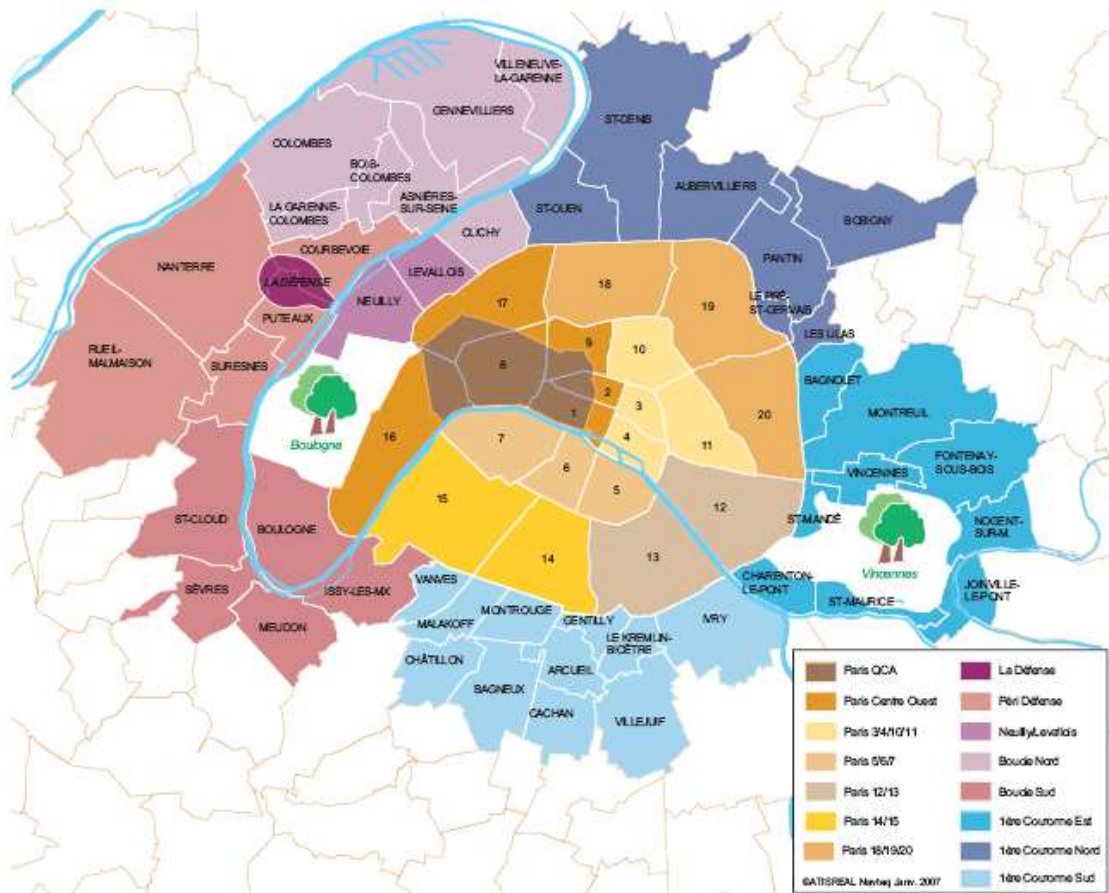 VILLENEUVE-
LA-GARENNE
GENNEVILLIERS
ST-DENIS
COLOMBES
BOIS-
COLOMBES
AUBERVILLIERS
ASNIÈRES-
SUR-SEINE
LA GARENNE-
COLOMBES
ST-OUEN
BOBIGNY
CLICHY
COURBEVOIE
PANTIN
NANTERRE
LEVALLOIS
LA DÉFENSE
NEUILLY
18
17
19
LE PRÉ-
ST-GERVAIS
PUTEAUX
LES LILAS
RUEIL-
MALMAISON
SURESNES
9
10
8
BAGNOLET
2
3
1
MONTREUIL
20
Boulogne
16
7
4
11
FONTENAY-
SOUS-BOIS
VINCENNES
6
5
15
12
ST-CLOUD
BOULOGNE
ST-MANDÉ
NOGENT-
SUR-M.
14
13
Vincennes
VANVES
CHARENTON-
LE-PONT
JOINVILLE-
LE-PONT
SÈVRES
ISSY-LES-MX
ST-MAURICE
MONTROUGE
MALAKOFF
GENTILLY
IVRY
MEUDON
LE KREMLIN-
BICÊTRE
CHÂTILLON
ARCUEIL
BAGNEUX
CACHAN
VILLEJUIF
Paris QCA
Paris Centre Ouest
Paris 3/4/10/11
Paris 5/6/7
Paris 12/13
Paris 14/15
Paris 18/19/20
La Défense
Péri Défense
Neuilly/Levallois
Boucle Nord
Boucle Sud
1ère Couronne Est
1ère Couronne Nord
1ère Couronne Sud
©ATISREAL Navteq Janv. 2007